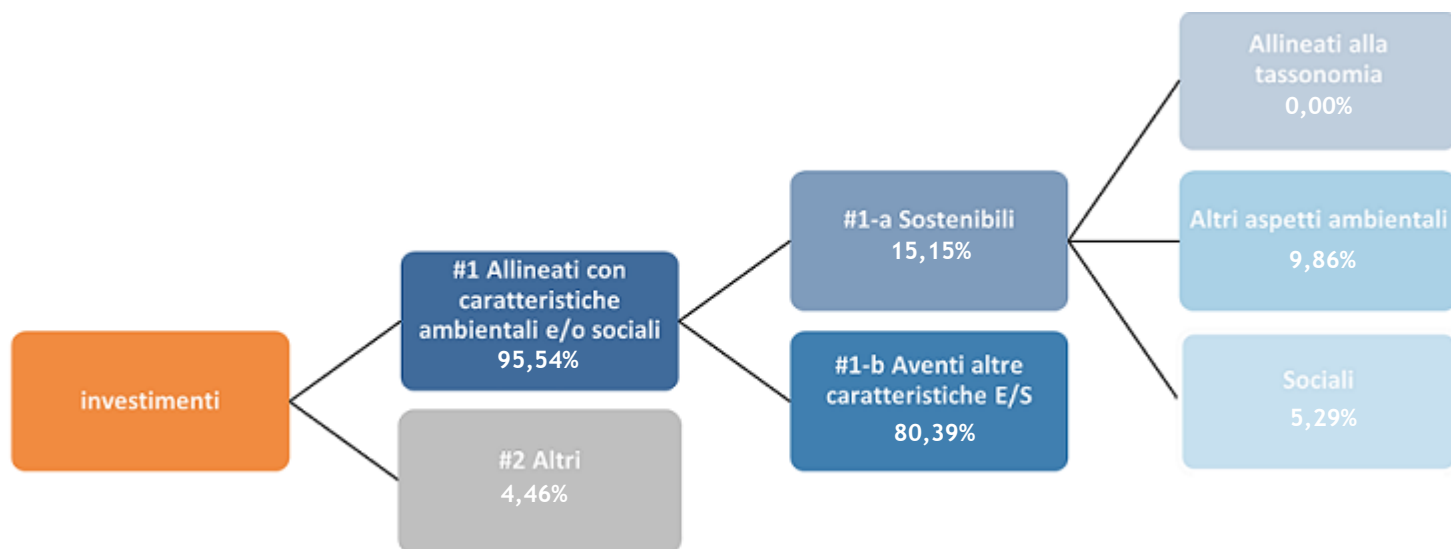 investimenti
#1 Allineati con
caratteristiche
ambientali e/o sociali
95,54%
#2 Altri
4,46%
#1-a Sostenibili
15,15%
#1-b Aventi altre
caratteristiche E/S
80,39%
Allineati alla
tassonomia
0,00%
Altri aspetti ambientali
9,86%
Sociali
5,29%